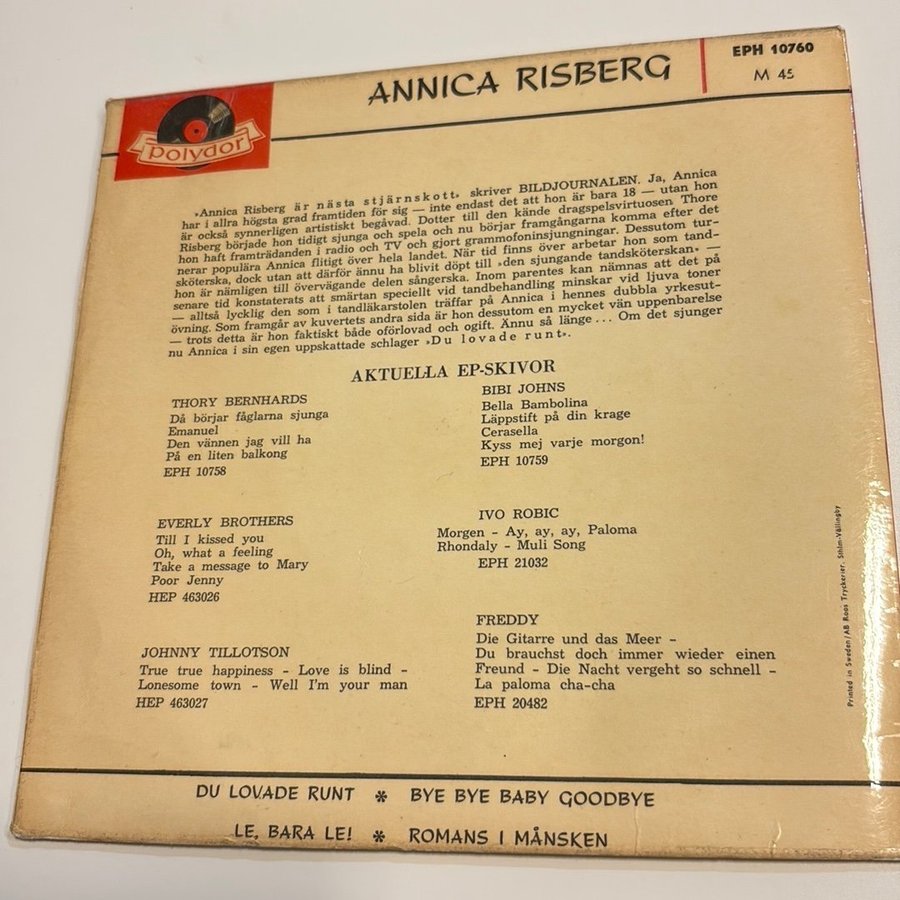 EPH 10760
ANNICA RISBERG
M 45
polydor
»Annica Risberg är nästa stjärnskott» skriver BILDJOURNALEN. Ja, Annica
har i allra högsta grad framtiden för sig — inte endast det att hon är bara 18 — utan hon
är också synnerligen artistiskt begåvad. Dotter till den kände dragspelsvirtuosen Thore
Risberg började hon tidigt sjunga och spela och nu börjar framgångarna komma efter det
hon haft framträdanden i radio och TV och gjort grammofoninsjungningar. Dessutom tur-
nerar populära Annica flitigt över hela landet. När tid finns över arbetar hon som tand-
sköterska, dock utan att därför ännu ha blivit döpt till »den sjungande tandsköterskan» —
hon är nämligen till övervägande delen sångerska. Inom parentes kan nämnas att det på
senare tid konstaterats att smärtan speciellt vid tandbehandling minskar vid ljuva toner
— alltså lycklig den som i tandläkarstolen träffar på Annica i hennes dubbla yrkesut-
övning. Som framgår av kuvertets andra sida är hon dessutom en mycket vän uppenbarelse
— trots detta är hon faktiskt både oförlovad och ogift. Ännu så länge ... Om det sjunger
nu Annica i sin egen uppskattade schlager »Du lovade runt».
AKTUELLA EP-SKIVOR
THORY BERNHARDS
Då börjar fåglarna sjunga
Emanuel
Den vännen jag vill ha
På en liten balkong
EPH 10758
BIBI JOHNS
Bella Bambolina
Läppstift på din krage
Cerasella
Kyss mej varje morgon!
EPH 10759
EVERLY BROTHERS
Till I kissed you
Oh, what a feeling
Take a message to Mary
Poor Jenny
HEP 463026
IVO ROBIC
Morgen - Ay, ay, ay, Paloma
Rhondaly - Muli Song
EPH 21032
JOHNNY TILLOTSON
True true happiness - Love is blind -
Lonesome town - Well I'm your man
HEP 463027
FREDDY
Die Gitarre und das Meer -
Du brauchst doch immer wieder einen
Freund - Die Nacht vergeht so schnell -
La paloma cha-cha
EPH 20482
Printed in Sweden/AB Roos Tryckerier, Sthlm-Vällingby
DU LOVADE RUNT * BYE BYE BABY GOODBYE
LE, BARA LE! * ROMANS I MÅNSKEN